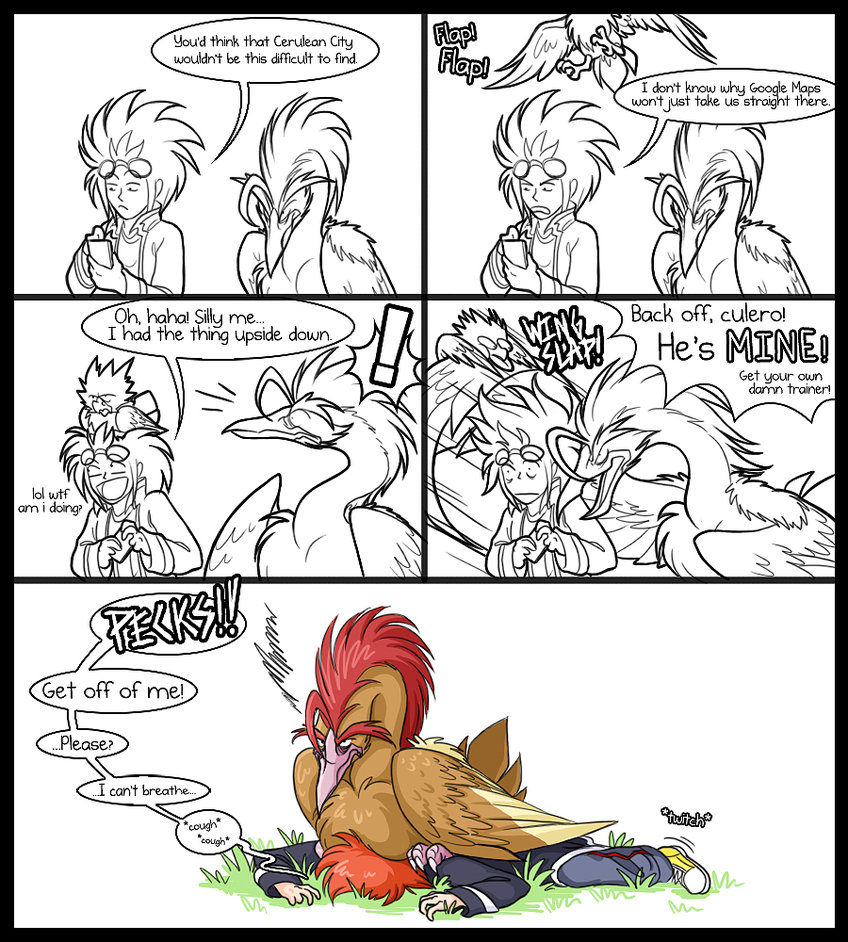 You'd think that Cerulean City
wouldn't be this difficult to find.
Flap!
Flap!
I don't know why Google Maps
won't just take us straight there.
Oh, haha! Silly me...
I had the thing upside down.
!
lol wtf
am i doing?
WING
SLAP!
Back off, culero!
He's MINE!
Get your own
damn trainer!
PECKS!!
Get off of me!
...Please?
...I can't breathe...
*cough*
*cough*
*twitch*